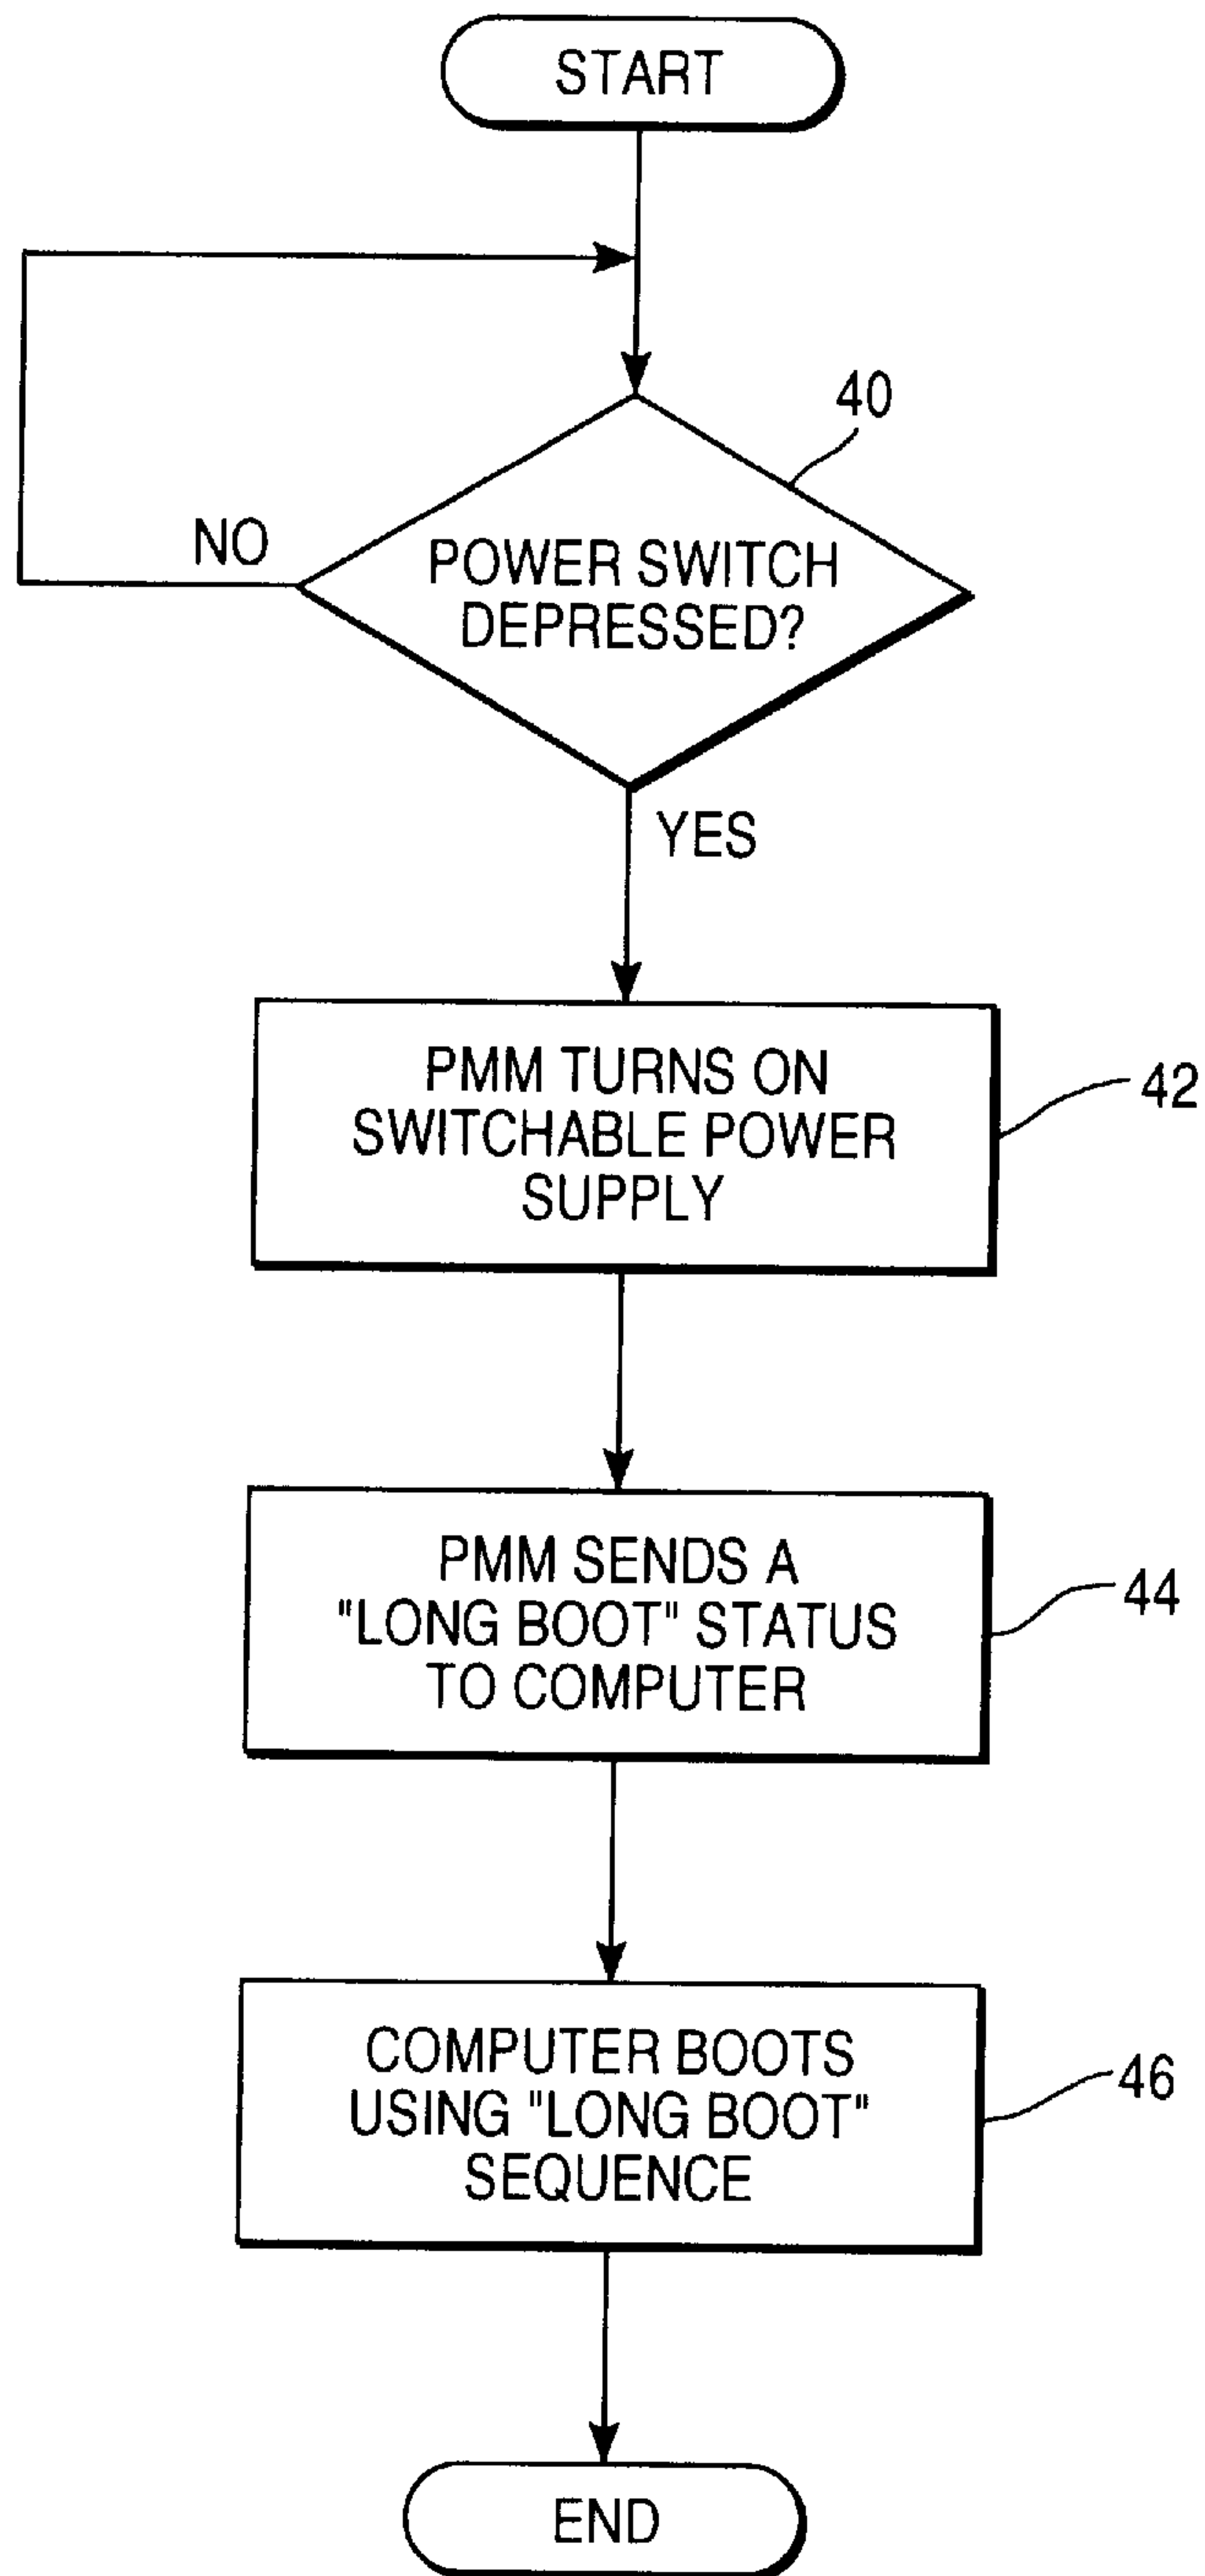 START
40
NO
POWER SWITCH
DEPRESSED?
YES
PMM TURNS ON
SWITCHABLE POWER
SUPPLY
42
PMM SENDS A
"LONG BOOT" STATUS
TO COMPUTER
44
COMPUTER BOOTS
USING "LONG BOOT"
SEQUENCE
46
END